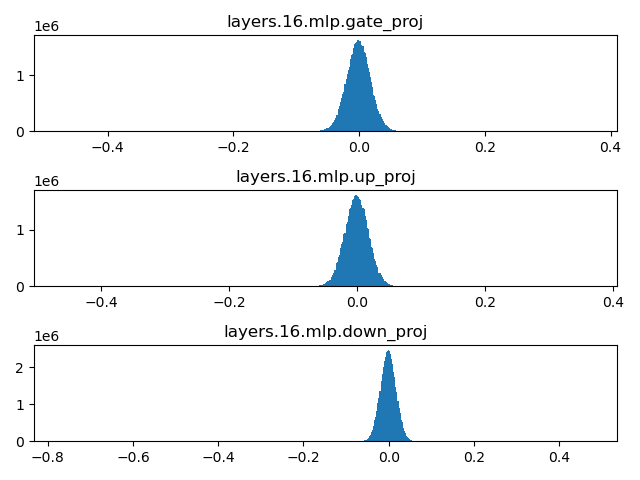 layers.16.mlp.gate_proj
1e6
1
0
−0.4 −0.2 0.0 0.2 0.4
layers.16.mlp.up_proj
1e6
1
0
−0.4 −0.2 0.0 0.2 0.4
layers.16.mlp.down_proj
1e6
2
1
0
−0.8 −0.6 −0.4 −0.2 0.0 0.2 0.4